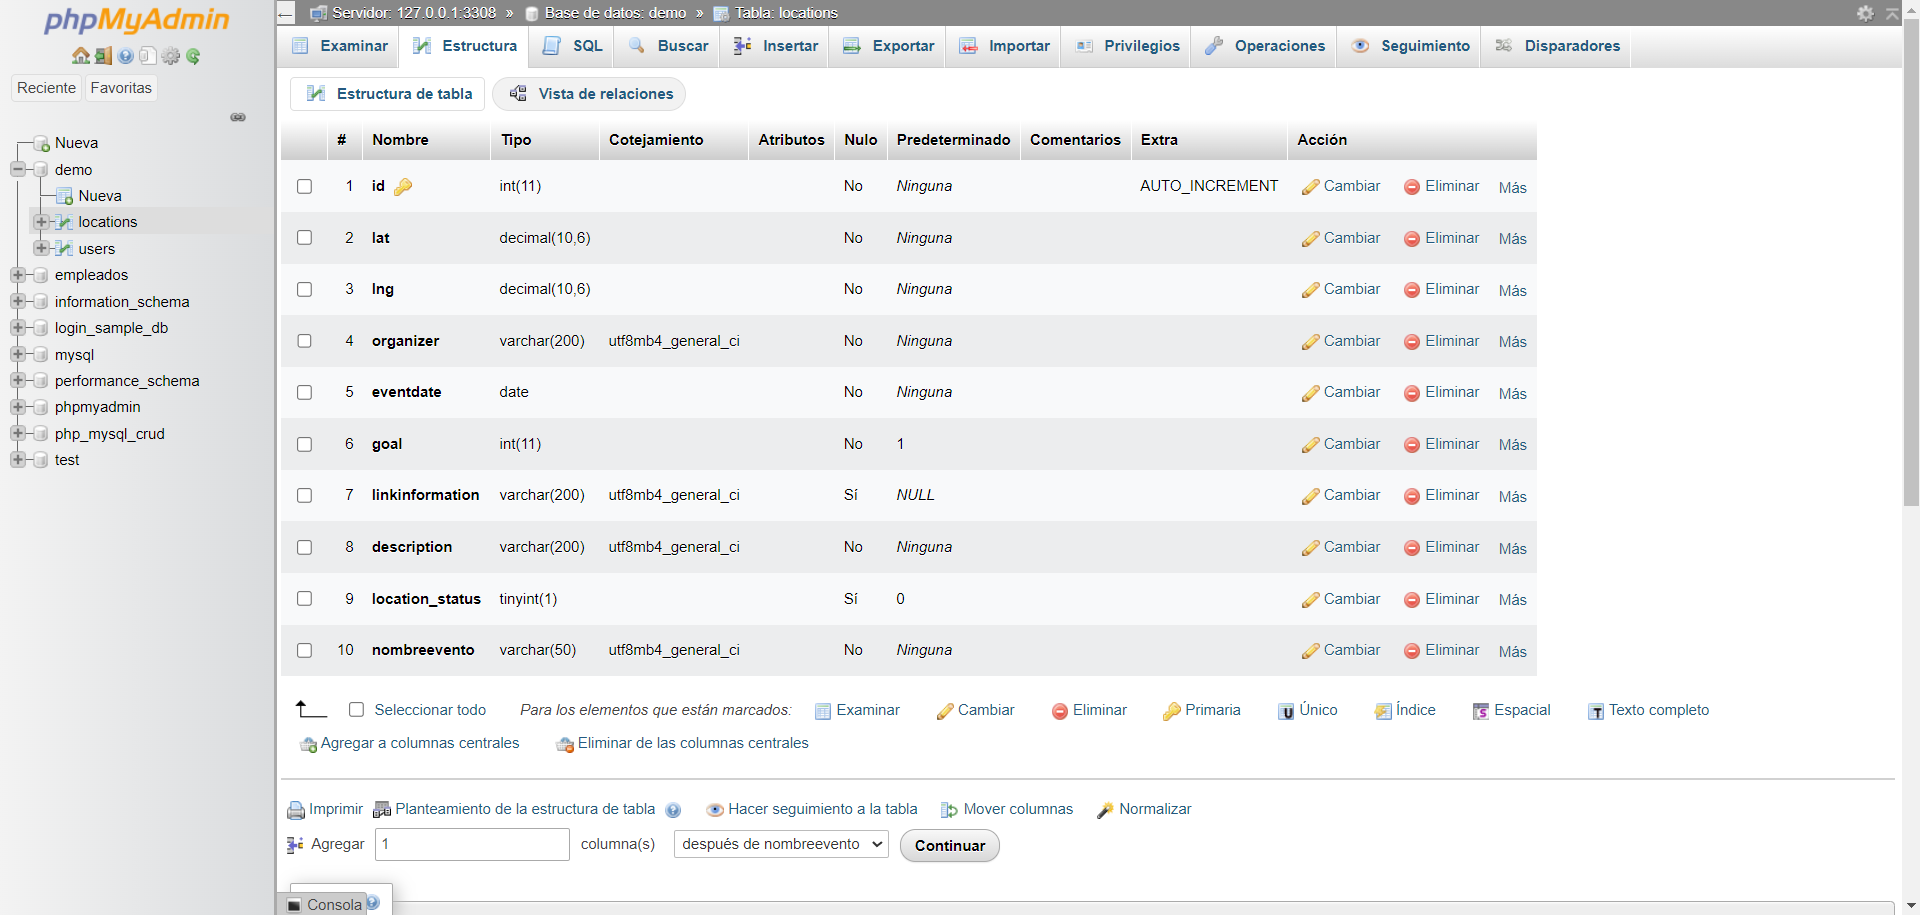 phpMyAdmin
Reciente Favoritas
Nueva
demo
Nueva
locations
users
empleados
information_schema
login_sample_db
mysql
performance_schema
phpmyadmin
php_mysql_crud
test
Servidor: 127.0.0.1:3308 » Base de datos: demo » Tabla: locations
Examinar Estructura SQL Buscar Insertar Exportar Importar Privilegios Operaciones Seguimiento Disparadores
Estructura de tabla Vista de relaciones
# Nombre Tipo Cotejamiento Atributos Nulo Predeterminado Comentarios Extra Acción
1 id int(11) No Ninguna AUTO_INCREMENT Cambiar Eliminar Más
2 lat decimal(10,6) No Ninguna Cambiar Eliminar Más
3 lng decimal(10,6) No Ninguna Cambiar Eliminar Más
4 organizer varchar(200) utf8mb4_general_ci No Ninguna Cambiar Eliminar Más
5 eventdate date No Ninguna Cambiar Eliminar Más
6 goal int(11) No 1 Cambiar Eliminar Más
7 linkinformation varchar(200) utf8mb4_general_ci Sí NULL Cambiar Eliminar Más
8 description varchar(200) utf8mb4_general_ci No Ninguna Cambiar Eliminar Más
9 location_status tinyint(1) Sí 0 Cambiar Eliminar Más
10 nombreevento varchar(50) utf8mb4_general_ci No Ninguna Cambiar Eliminar Más
Seleccionar todo Para los elementos que están marcados: Examinar Cambiar Eliminar Primaria Único Índice Espacial Texto completo
Agregar a columnas centrales Eliminar de las columnas centrales
Imprimir Planteamiento de la estructura de tabla Hacer seguimiento a la tabla Mover columnas Normalizar
Agregar 1 columna(s) después de nombreevento Continuar
Consola